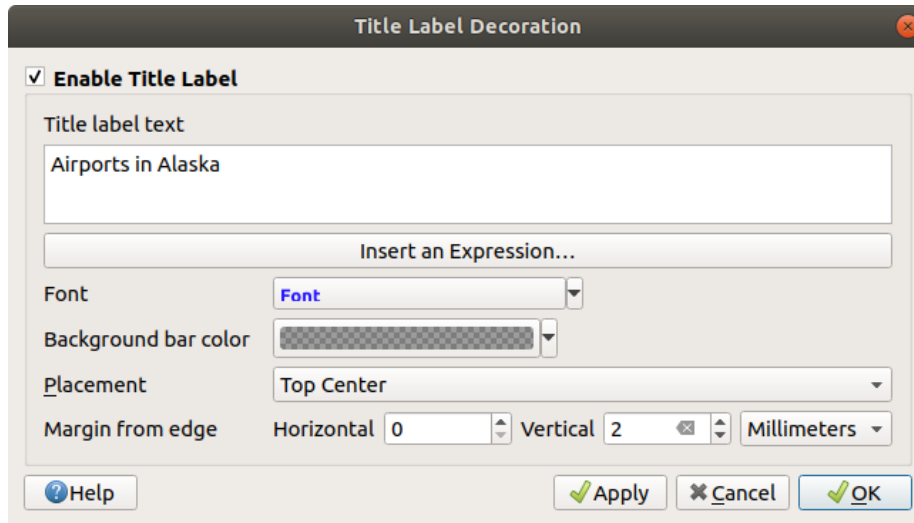 Title Label Decoration
Enable Title Label
Title label text
Airports in Alaska
Insert an Expression…
Font Font
Background bar color
Placement Top Center
Margin from edge Horizontal 0 Vertical 2 Millimeters
Help Apply Cancel OK